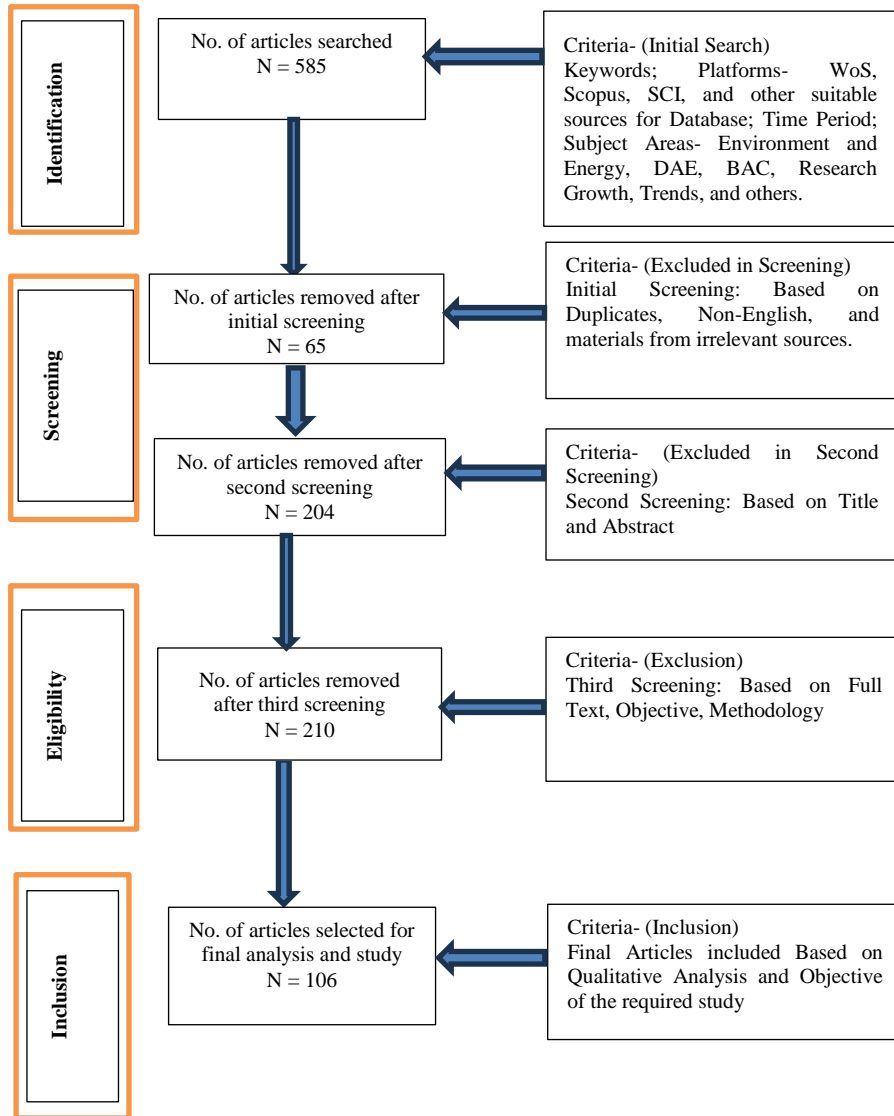 Identification
No. of articles searched
N = 585
Criteria- (Initial Search)
Keywords; Platforms- WoS,
Scopus, SCI, and other suitable
sources for Database; Time Period;
Subject Areas- Environment and
Energy, DAE, BAC, Research
Growth, Trends, and others.
Screening
No. of articles removed after
initial screening
N = 65
Criteria- (Excluded in Screening)
Initial Screening: Based on
Duplicates, Non-English, and
materials from irrelevant sources.
No. of articles removed after
second screening
N = 204
Criteria- (Excluded in Second
Screening)
Second Screening: Based on Title
and Abstract
Eligibility
No. of articles removed
after third screening
N = 210
Criteria- (Exclusion)
Third Screening: Based on Full
Text, Objective, Methodology
Inclusion
No. of articles selected for
final analysis and study
N = 106
Criteria- (Inclusion)
Final Articles included Based on
Qualitative Analysis and Objective
of the required study